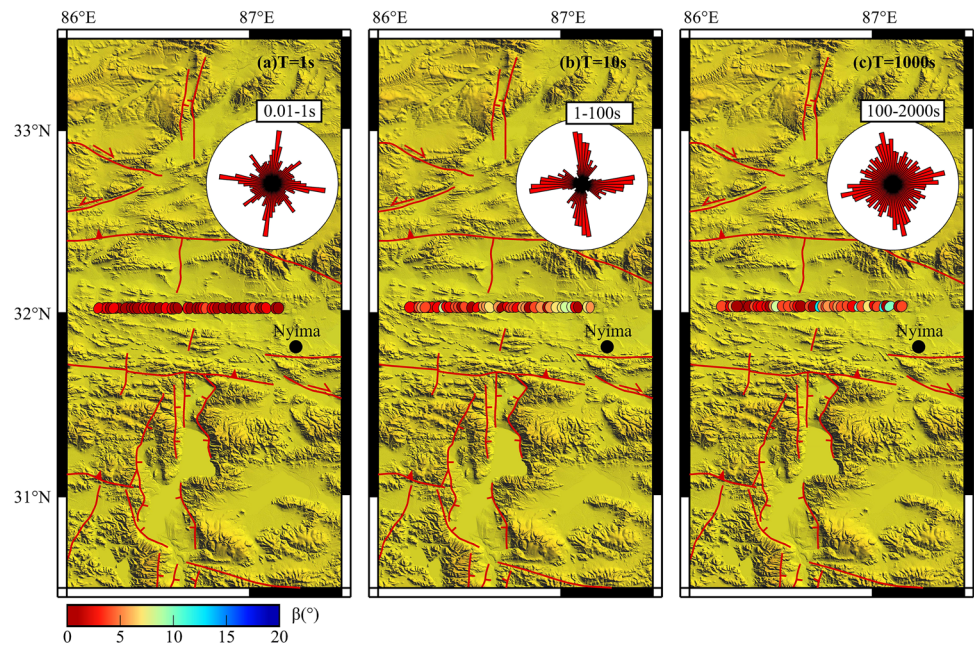 86°E 87°E 86°E 87°E 86°E 87°E
(a)T=1s (b)T=10s (c)T=1000s
0.01-1s 1-100s 100-2000s
33°N
32°N
Nyima Nyima Nyima
31°N
β(°)
0 5 10 15 20